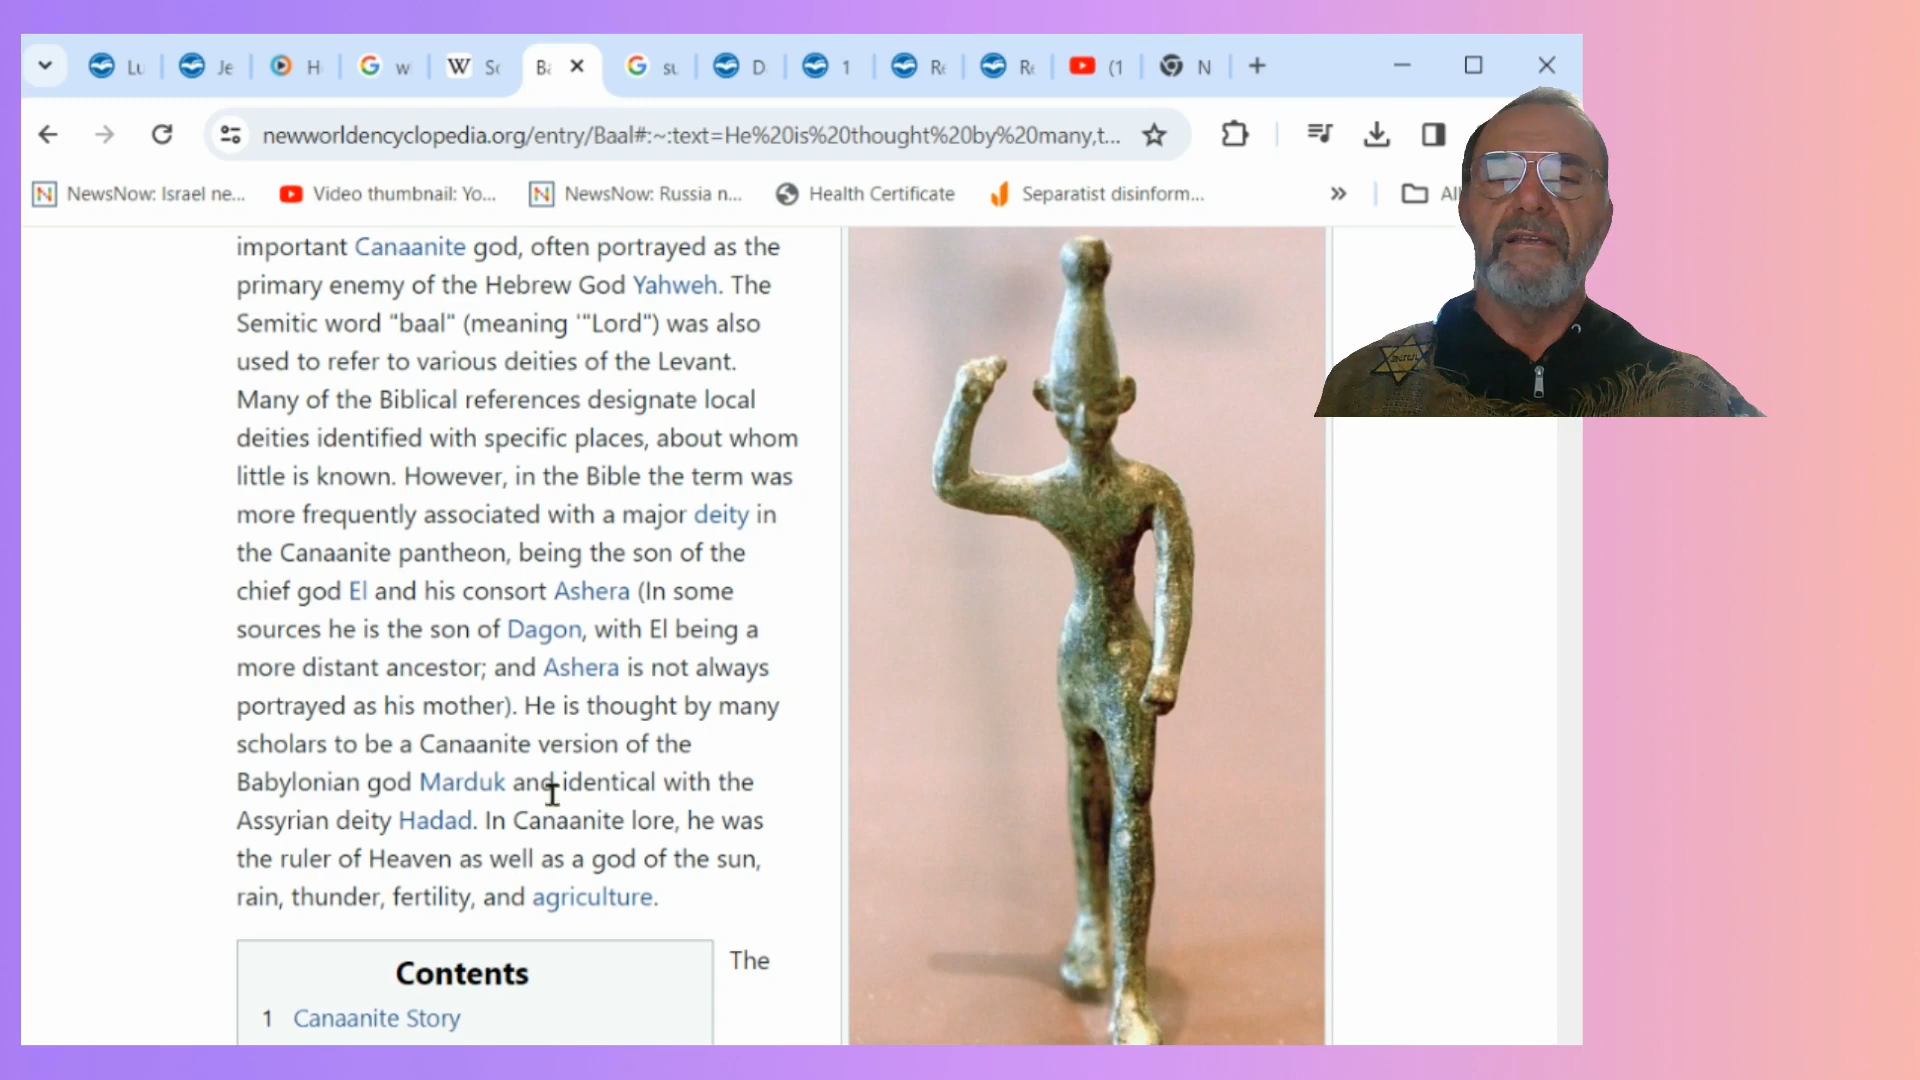 Lu
Je
H
G w
W Sc
Ba
G su
D
1
Re
Re
(1
N
newworldencyclopedia.org/entry/Baal#:~:text=He%20is%20thought%20by%20many,t...
N NewsNow: Israel ne...
Video thumbnail: Yo...
N NewsNow: Russia n...
Health Certificate
Separatist disinform...
»
important Canaanite god, often portrayed as the
primary enemy of the Hebrew God Yahweh. The
Semitic word "baal" (meaning '"Lord") was also
used to refer to various deities of the Levant.
Many of the Biblical references designate local
deities identified with specific places, about whom
little is known. However, in the Bible the term was
more frequently associated with a major deity in
the Canaanite pantheon, being the son of the
chief god El and his consort Ashera (In some
sources he is the son of Dagon, with El being a
more distant ancestor; and Ashera is not always
portrayed as his mother). He is thought by many
scholars to be a Canaanite version of the
Babylonian god Marduk and identical with the
Assyrian deity Hadad. In Canaanite lore, he was
the ruler of Heaven as well as a god of the sun,
rain, thunder, fertility, and agriculture.
The
Contents
1 Canaanite Story